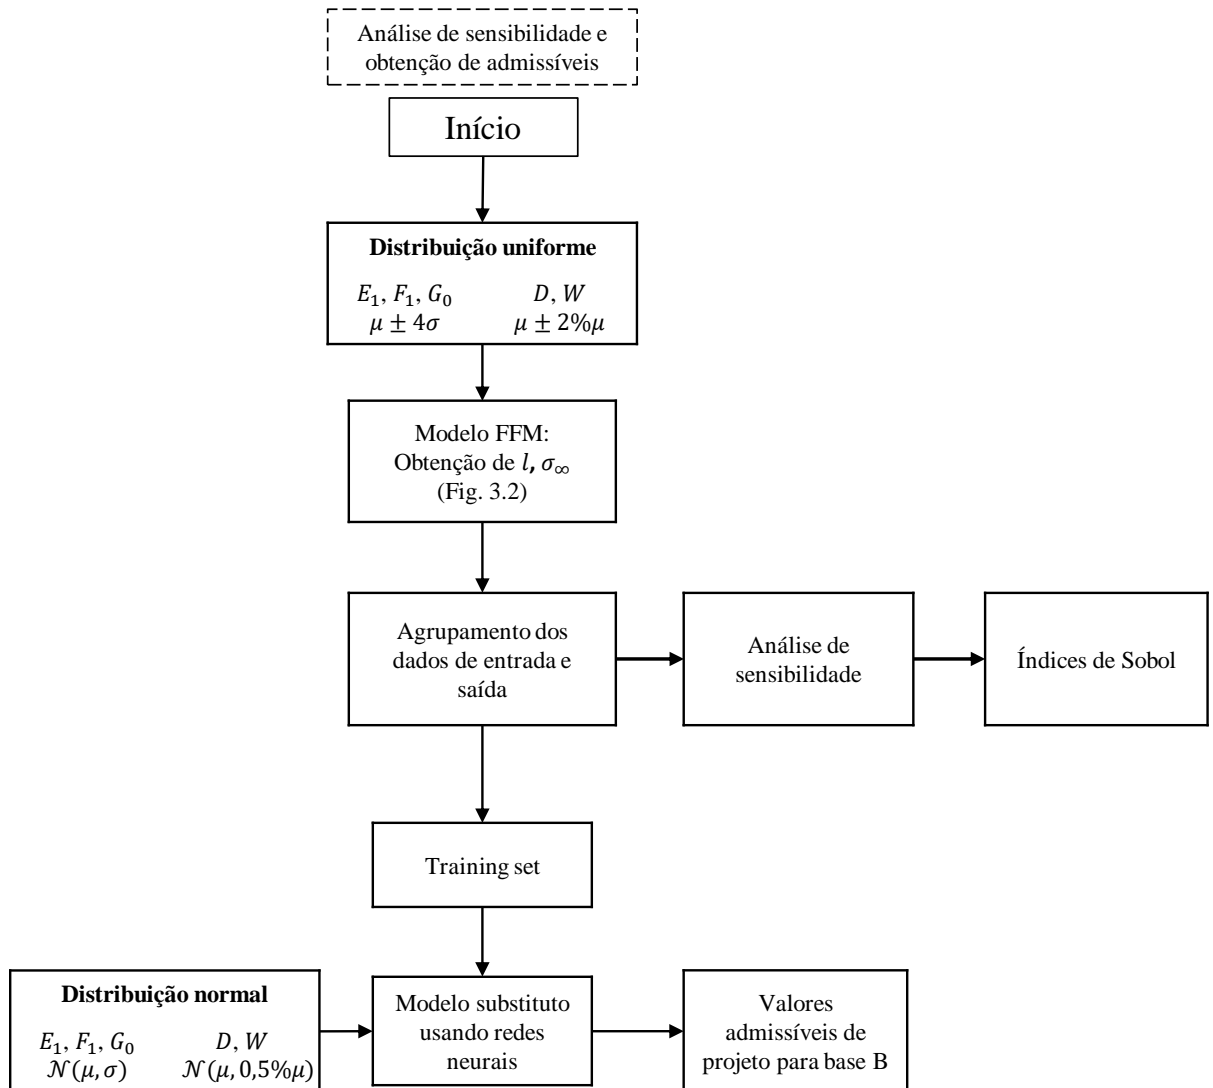 Análise de sensibilidade e
obtenção de admissíveis
Início
Distribuição uniforme
E₁, F₁, G₀ D, W
μ ± 4σ μ ± 2%μ
Modelo FFM:
Obtenção de l, σ∞
(Fig. 3.2)
Agrupamento dos
dados de entrada e
saída
Análise de
sensibilidade
Índices de Sobol
Training set
Distribuição normal
E₁, F₁, G₀ D, W
𝒩(μ, σ) 𝒩(μ, 0,5%μ)
Modelo substituto
usando redes
neurais
Valores
admissíveis de
projeto para base B